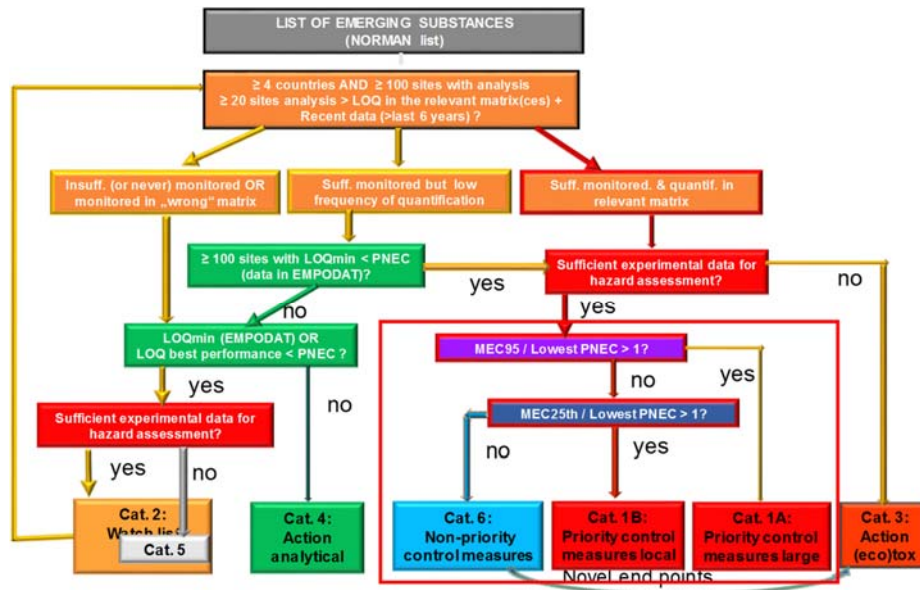 LIST OF EMERGING SUBSTANCES
(NORMAN list)
≥ 4 countries AND ≥ 100 sites with analysis
≥ 20 sites analysis > LOQ in the relevant matrix(ces) +
Recent data (>last 6 years) ?
Insuff. (or never) monitored OR
monitored in „wrong“ matrix
Suff. monitored but low
frequency of quantification
Suff. monitored. & quantif. in
relevant matrix
≥ 100 sites with LOQmin < PNEC
(data in EMPODAT)?
yes
Sufficient experimental data for
hazard assessment?
no
no
yes
LOQmin (EMPODAT) OR
LOQ best performance < PNEC ?
MEC95 / Lowest PNEC > 1?
yes
no
no
yes
Sufficient experimental data for
hazard assessment?
MEC25th / Lowest PNEC > 1?
yes
no
no
yes
Cat. 2:
Watch list
Cat. 5
Cat. 4:
Action
analytical
Cat. 6:
Non-priority
control measures
Cat. 1B:
Priority control
measures local
Cat. 1A:
Priority control
measures large
Cat. 3:
Action
(eco)tox
Novel end points